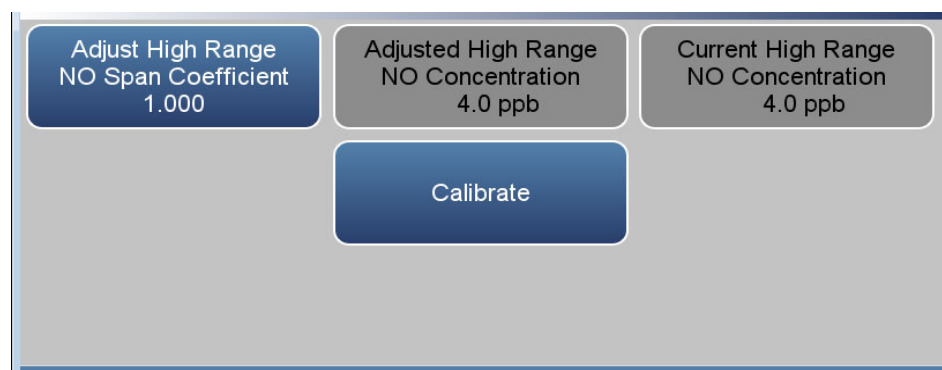 Adjust High Range
NO Span Coefficient
1.000
Adjusted High Range
NO Concentration
4.0 ppb
Current High Range
NO Concentration
4.0 ppb
Calibrate